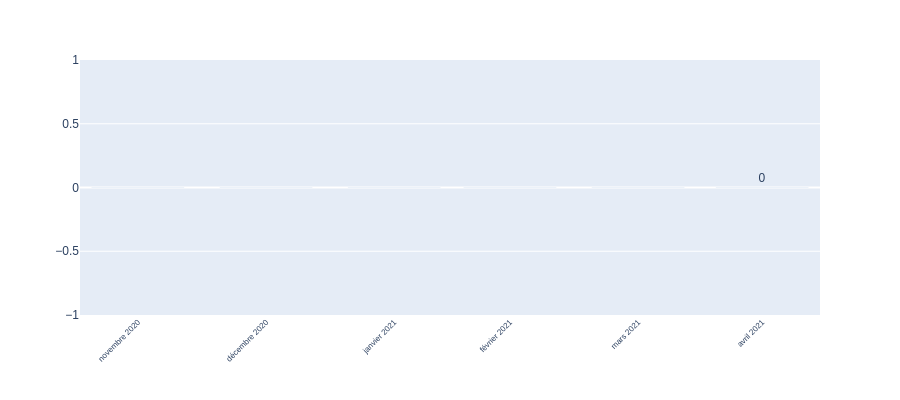 1
0.5
0
0
−0.5
−1
novembre 2020
décembre 2020
janvier 2021
février 2021
mars 2021
avril 2021